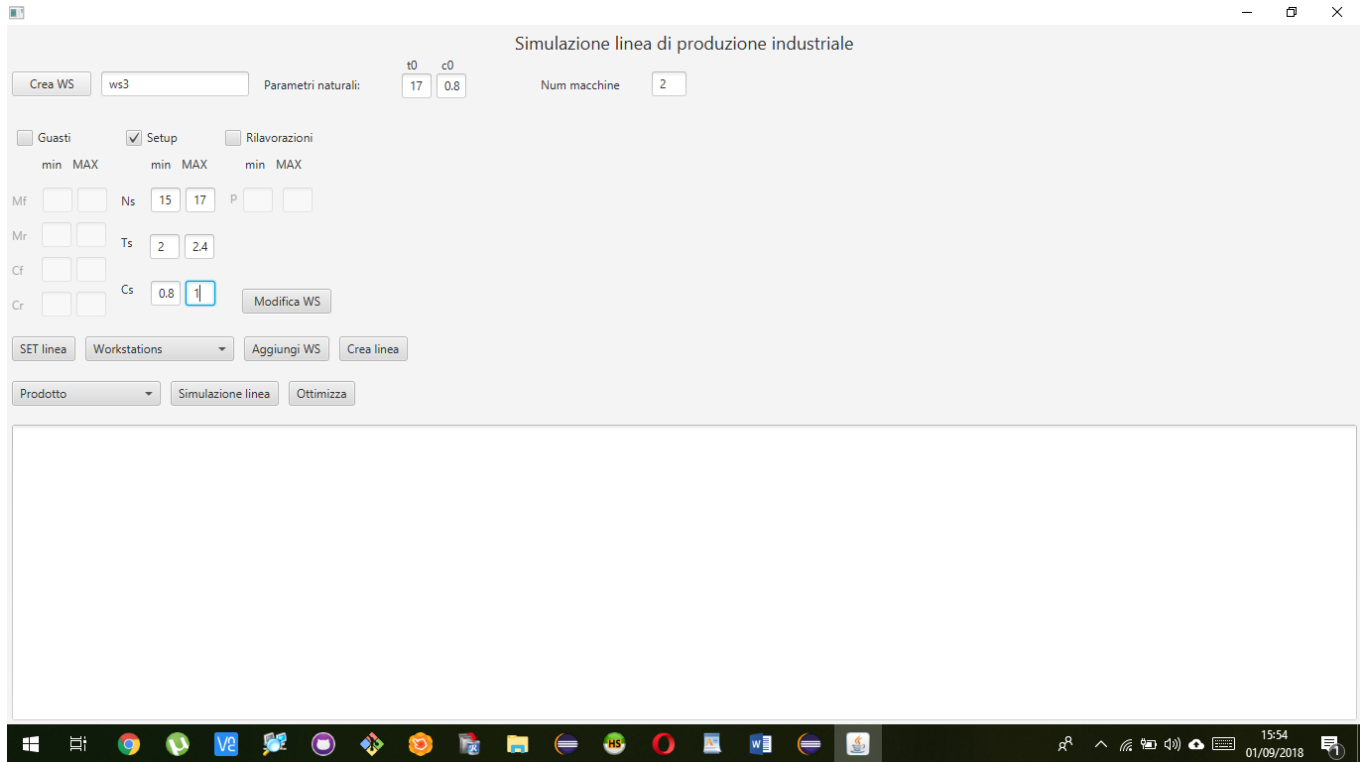 Simulazione linea di produzione industriale
t0 c0
Crea WS ws3 Parametri naturali: 17 0.8 Num macchine 2
Guasti Setup Rilavorazioni
min MAX min MAX min MAX
Mf Ns 15 17 P
Mr Ts 2 2.4
Cf
Cs 0.8 1
Cr Modifica WS
SET linea Workstations Aggiungi WS Crea linea
Prodotto Simulazione linea Ottimizza
V2 R HS W
15:54
01/09/2018
1